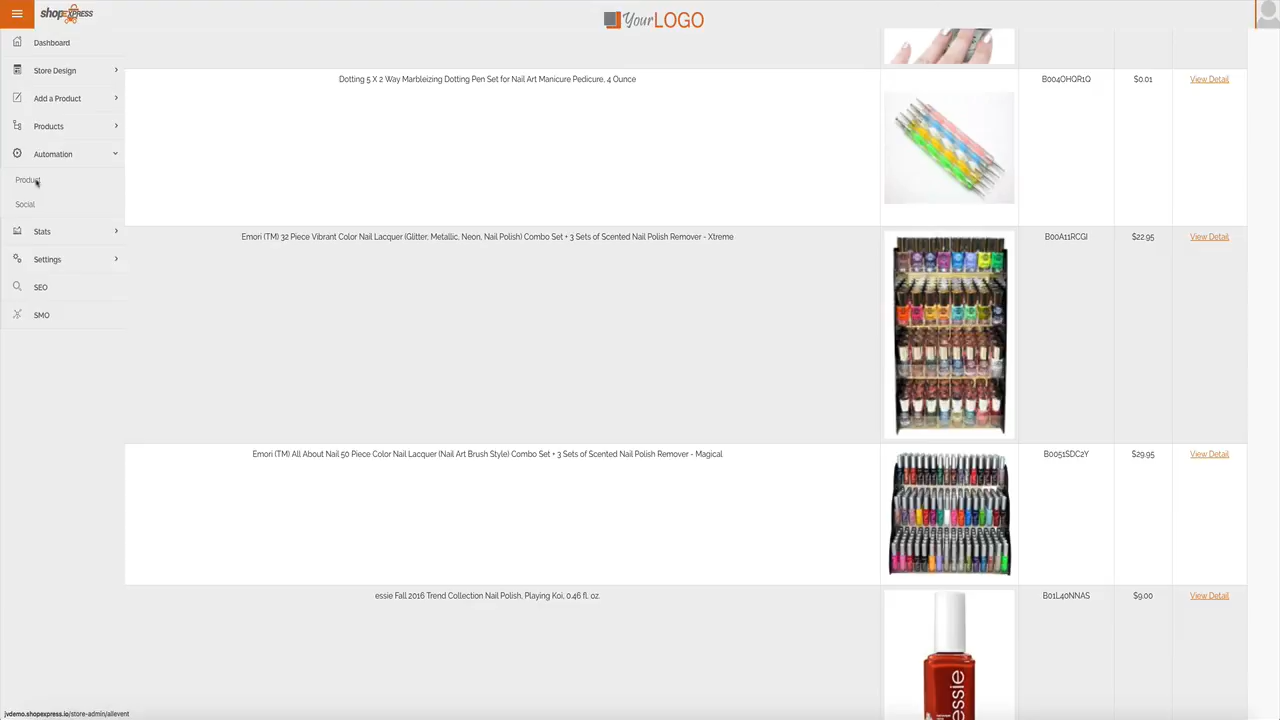 shopEXPRESS
YourLOGO
Dashboard
Store Design
Add a Product
Products
Automation
Product
Social
Stats
Settings
SEO
SMO
Dotting 5 X 2 Way Marbleizing Dotting Pen Set for Nail Art Manicure Pedicure, 4 Ounce
B004OHQR1Q
$0.01
View Detail
Emori (TM) 32 Piece Vibrant Color Nail Lacquer (Glitter, Metallic, Neon, Nail Polish) Combo Set + 3 Sets of Scented Nail Polish Remover - Xtreme
B00A11RCGI
$22.95
View Detail
Emori (TM) All About Nail 50 Piece Color Nail Lacquer (Nail Art Brush Style) Combo Set + 3 Sets of Scented Nail Polish Remover - Magical
B0051SDC2Y
$29.95
View Detail
essie Fall 2016 Trend Collection Nail Polish, Playing Koi, 0.46 fl. oz.
essie
B01L40NNAS
$9.00
View Detail
jvdemo.shopexpress.io/store-admin/allevent